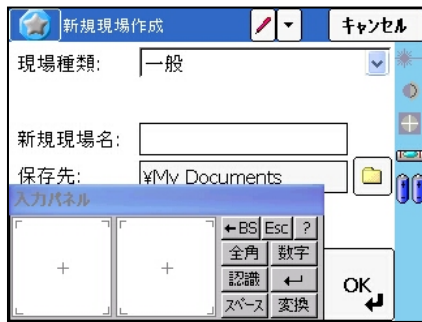 新規現場作成 キャンセル
現場種類: 一般
新規現場名:
保存先: ¥My Documents
入力パネル
←BS Esc ?
全角 数字
認識 ↵
スペース 変換
OK